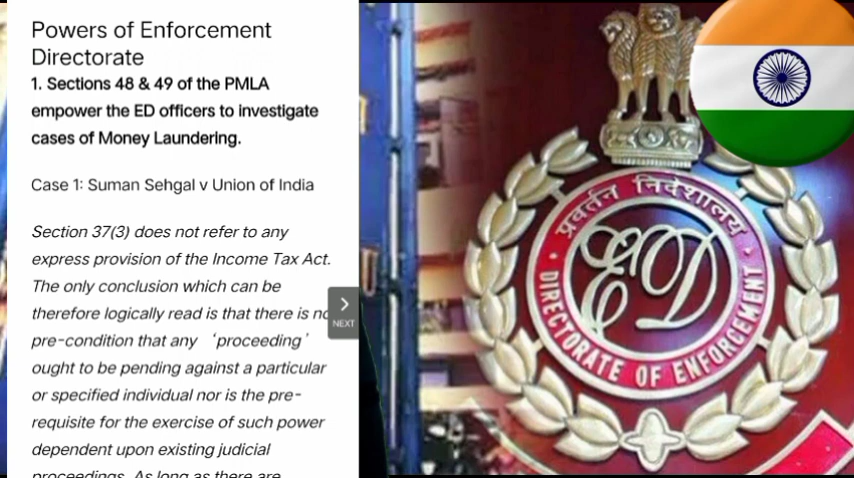 Powers of Enforcement
Directorate
1. Sections 48 & 49 of the PMLA
empower the ED officers to investigate
cases of Money Laundering.
Case 1: Suman Sehgal v Union of India
Section 37(3) does not refer to any
express provision of the Income Tax Act.
The only conclusion which can be
therefore logically read is that there is no
pre-condition that any ‘proceeding’
ought to be pending against a particular
or specified individual nor is the pre-
requisite for the exercise of such power
dependent upon existing judicial
proceedings. As long as there are
NEXT
प्रवर्तन निदेशालय
ED
DIRECTORATE OF ENFORCEMENT